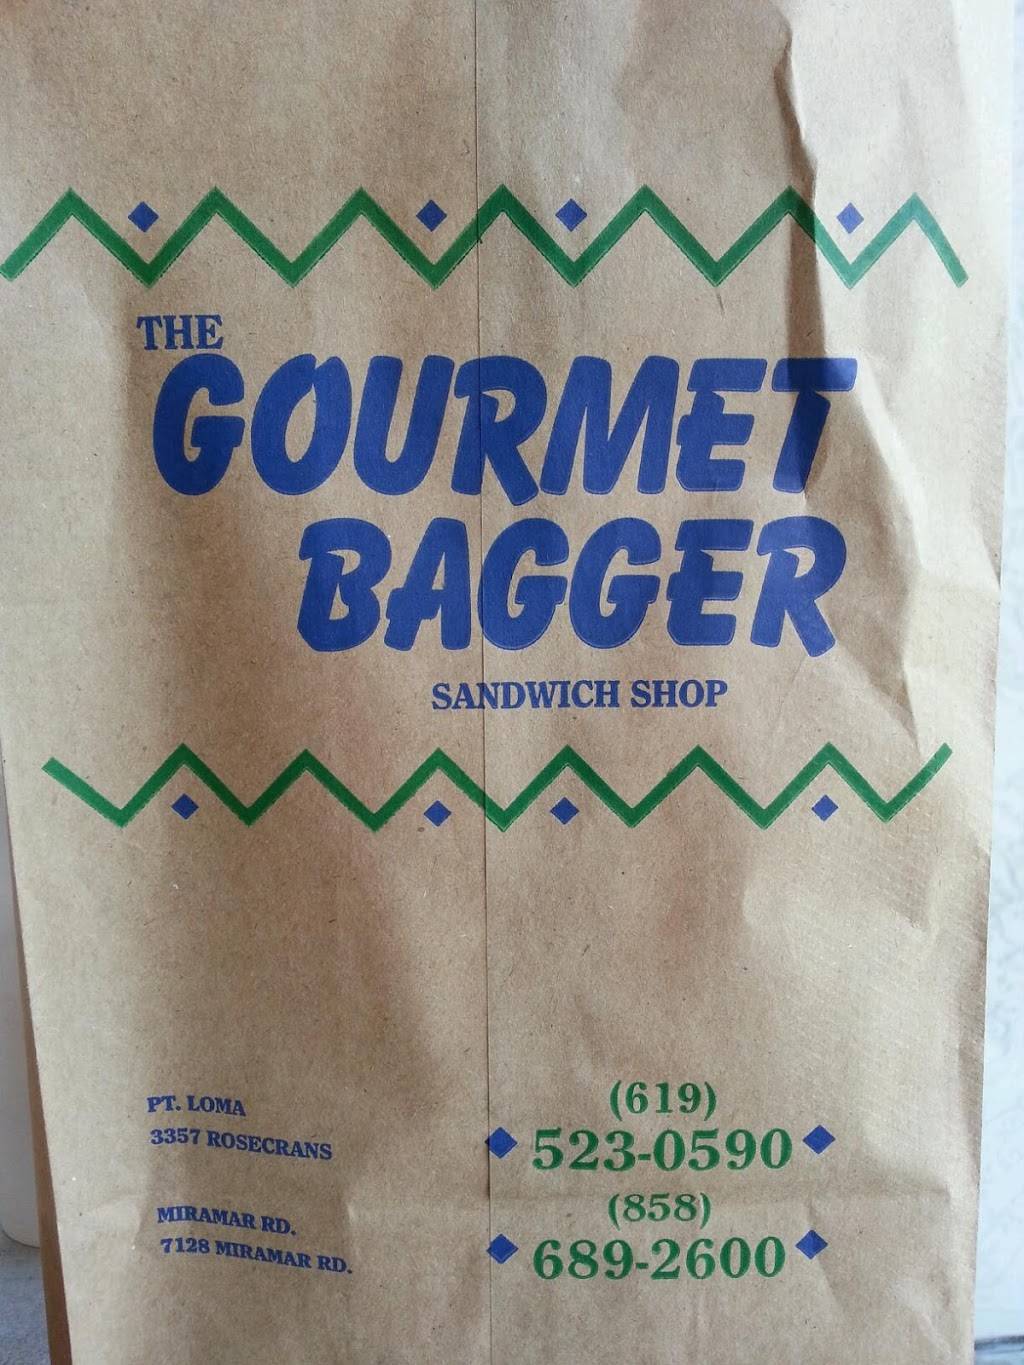 THE
GOURMET
BAGGER
SANDWICH SHOP
PT. LOMA
3357 ROSECRANS
(619)
523-0590
MIRAMAR RD.
7128 MIRAMAR RD.
(858)
689-2600